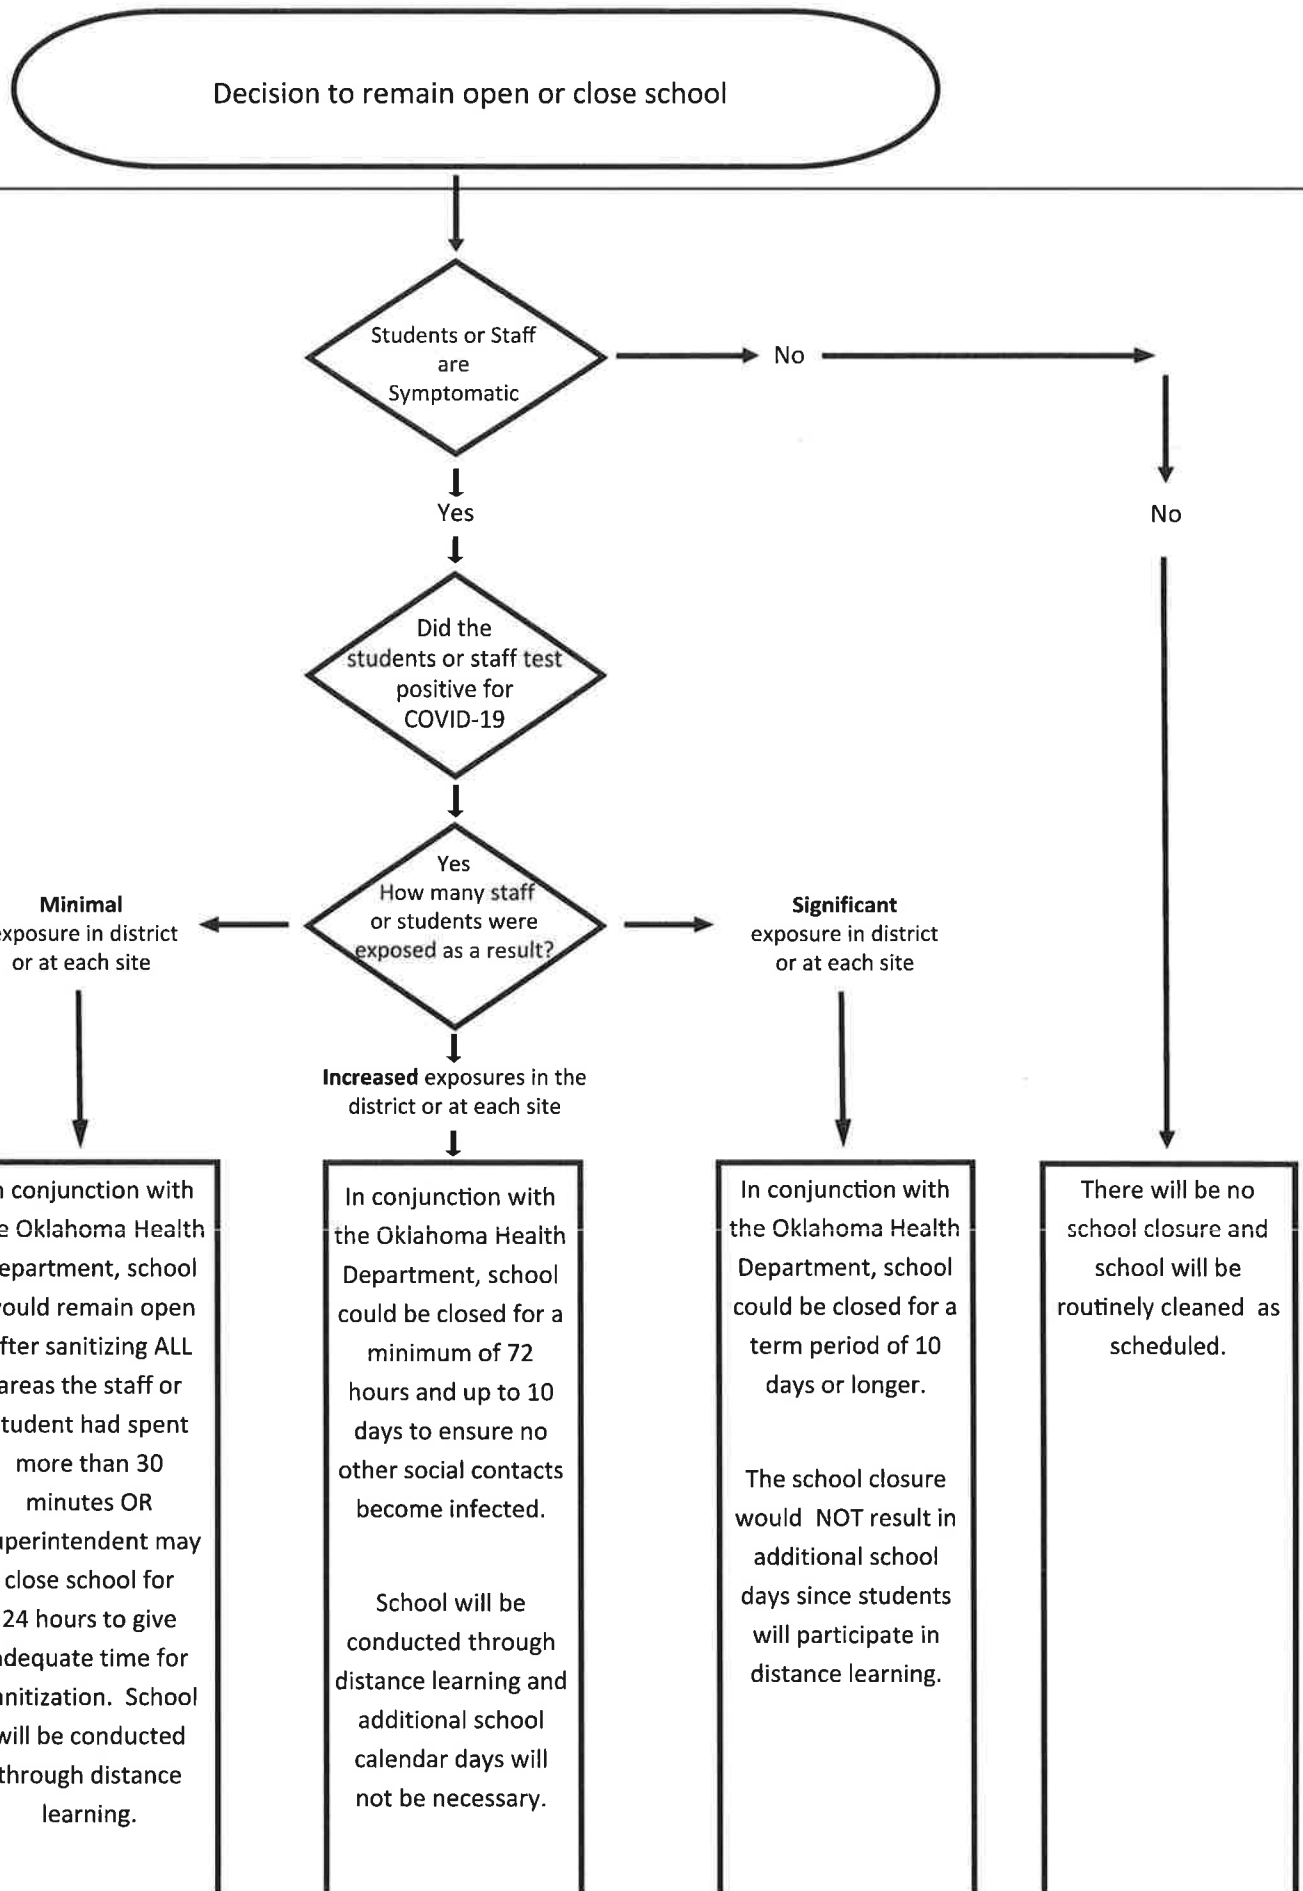 Decision to remain open or close school
Students or Staff
are
Symptomatic
No
Yes
No
Did the
students or staff test
positive for
COVID-19
Yes
How many staff
or students were
exposed as a result?
Minimal
xposure in district
or at each site
Significant
exposure in district
or at each site
Increased exposures in the
district or at each site
n conjunction with
e Oklahoma Health
epartment, school
ould remain open
fter sanitizing ALL
areas the staff or
tudent had spent
more than 30
minutes OR
uperintendent may
close school for
24 hours to give
dequate time for
nitization. School
will be conducted
through distance
learning.
In conjunction with
the Oklahoma Health
Department, school
could be closed for a
minimum of 72
hours and up to 10
days to ensure no
other social contacts
become infected.
School will be
conducted through
distance learning and
additional school
calendar days will
not be necessary.
In conjunction with
the Oklahoma Health
Department, school
could be closed for a
term period of 10
days or longer.
The school closure
would NOT result in
additional school
days since students
will participate in
distance learning.
There will be no
school closure and
school will be
routinely cleaned as
scheduled.